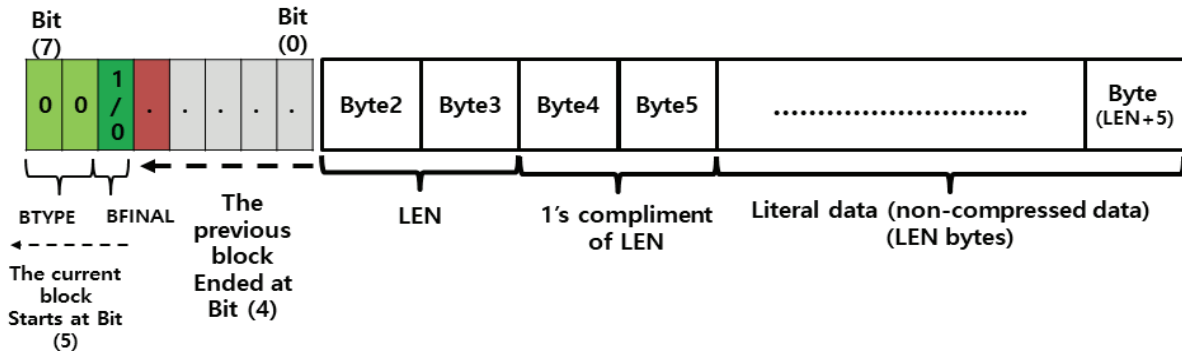 Bit
(7)
Bit
(0)
0 0 1
/
0 . . . . .
Byte2 Byte3 Byte4 Byte5 ............................ Byte
(LEN+5)
BTYPE BFINAL
The current
block
Starts at Bit
(5)
The
previous
block
Ended at
Bit (4)
LEN
1's compliment
of LEN
Literal data (non-compressed data)
(LEN bytes)